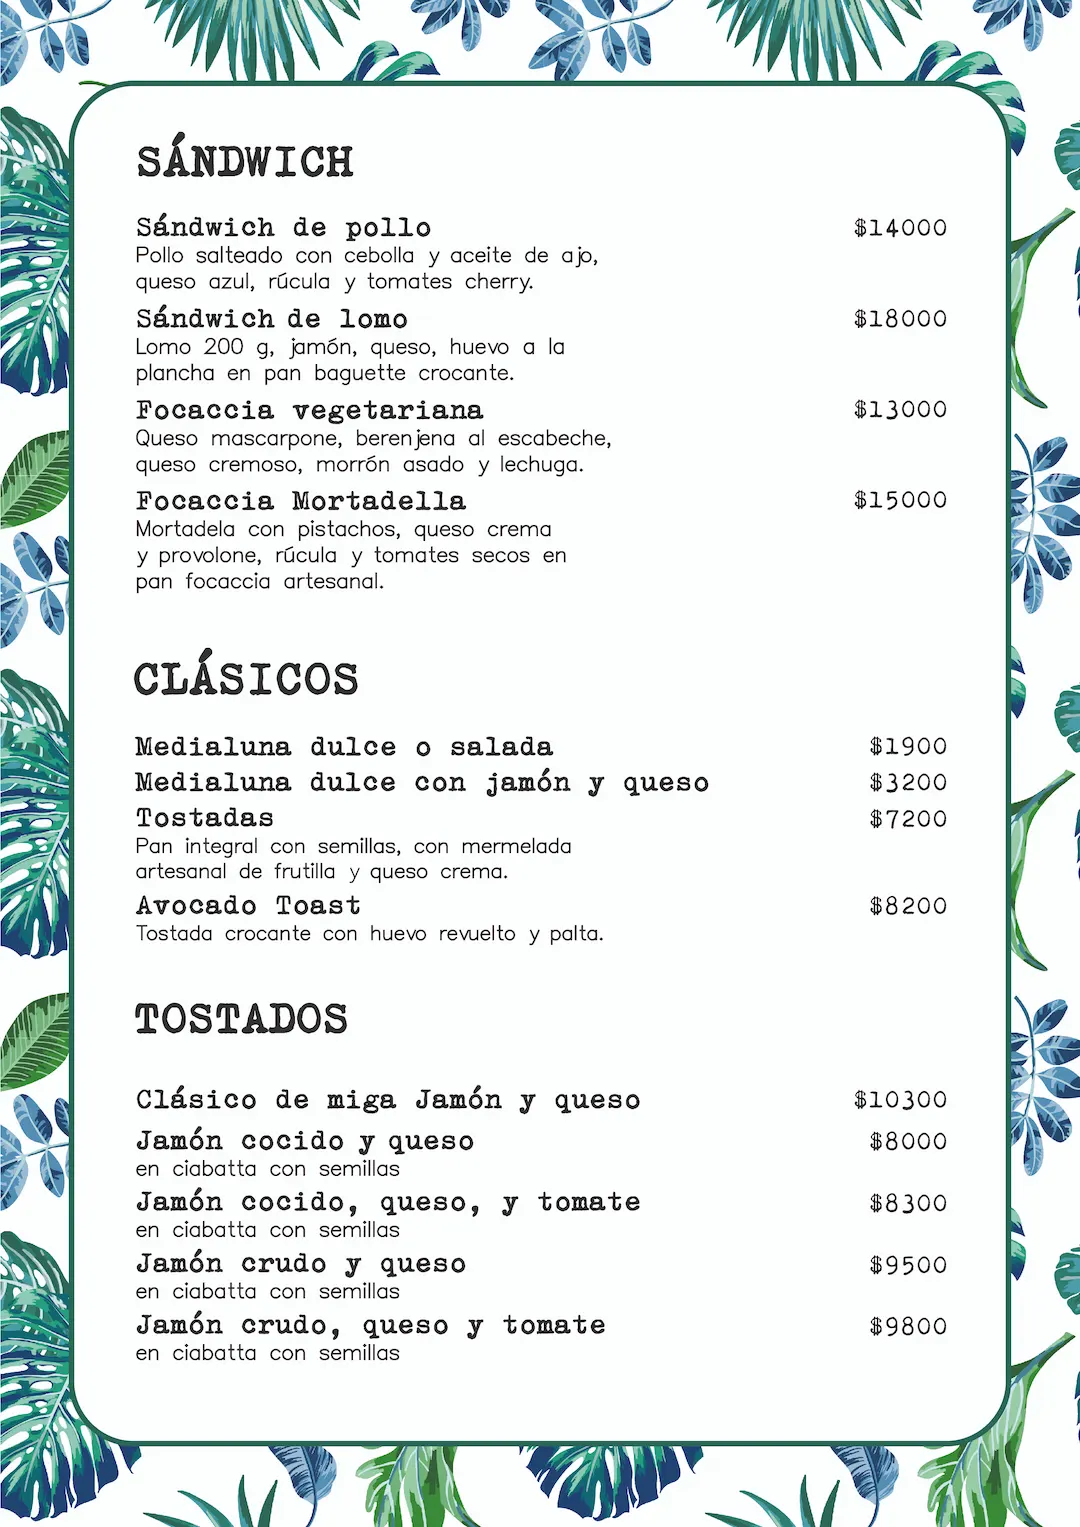 SÁNDWICH
Sándwich de pollo $14000
Pollo salteado con cebolla y aceite de ajo,
queso azul, rúcula y tomates cherry.
Sándwich de lomo $18000
Lomo 200 g, jamón, queso, huevo a la
plancha en pan baguette crocante.
Focaccia vegetariana $13000
Queso mascarpone, berenjena al escabeche,
queso cremoso, morrón asado y lechuga.
Focaccia Mortadella $15000
Mortadela con pistachos, queso crema
y provolone, rúcula y tomates secos en
pan focaccia artesanal.
CLÁSICOS
Medialuna dulce o salada $1900
Medialuna dulce con jamón y queso $3200
Tostadas $7200
Pan integral con semillas, con mermelada
artesanal de frutilla y queso crema.
Avocado Toast $8200
Tostada crocante con huevo revuelto y palta.
TOSTADOS
Clásico de miga Jamón y queso $10300
Jamón cocido y queso $8000
en ciabatta con semillas
Jamón cocido, queso, y tomate $8300
en ciabatta con semillas
Jamón crudo y queso $9500
en ciabatta con semillas
Jamón crudo, queso y tomate $9800
en ciabatta con semillas